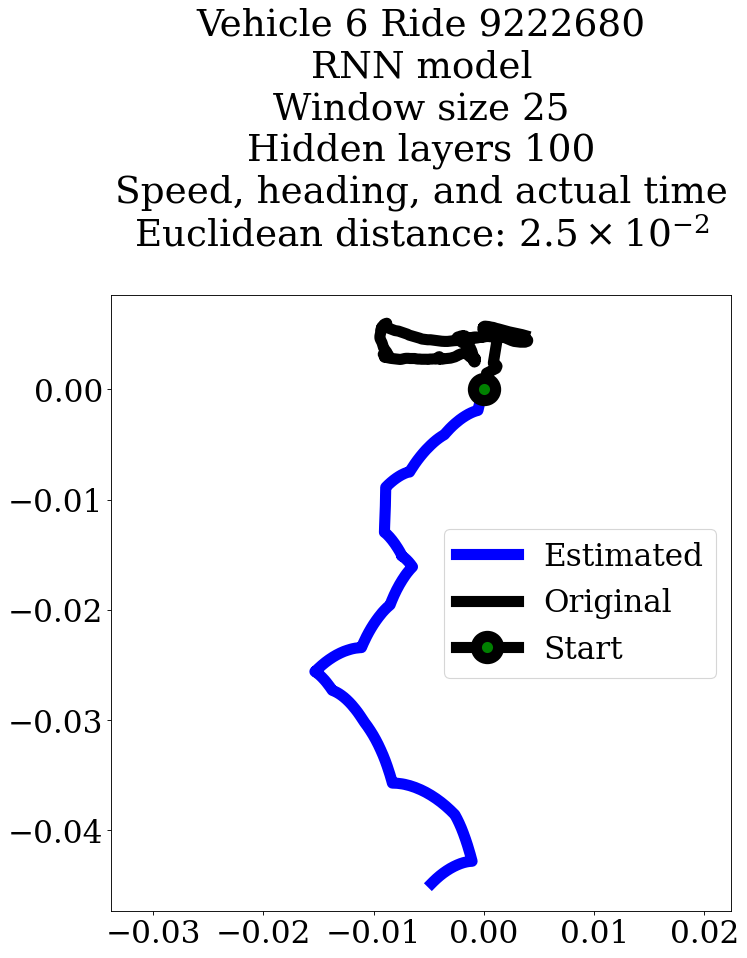 Vehicle 6 Ride 9222680
RNN model
Window size 25
Hidden layers 100
Speed, heading, and actual time
Euclidean distance: 2.5 × 10⁻²
0.00
−0.01
−0.02
−0.03
−0.04
Estimated
Original
Start
−0.03 −0.02 −0.01 0.00 0.01 0.02